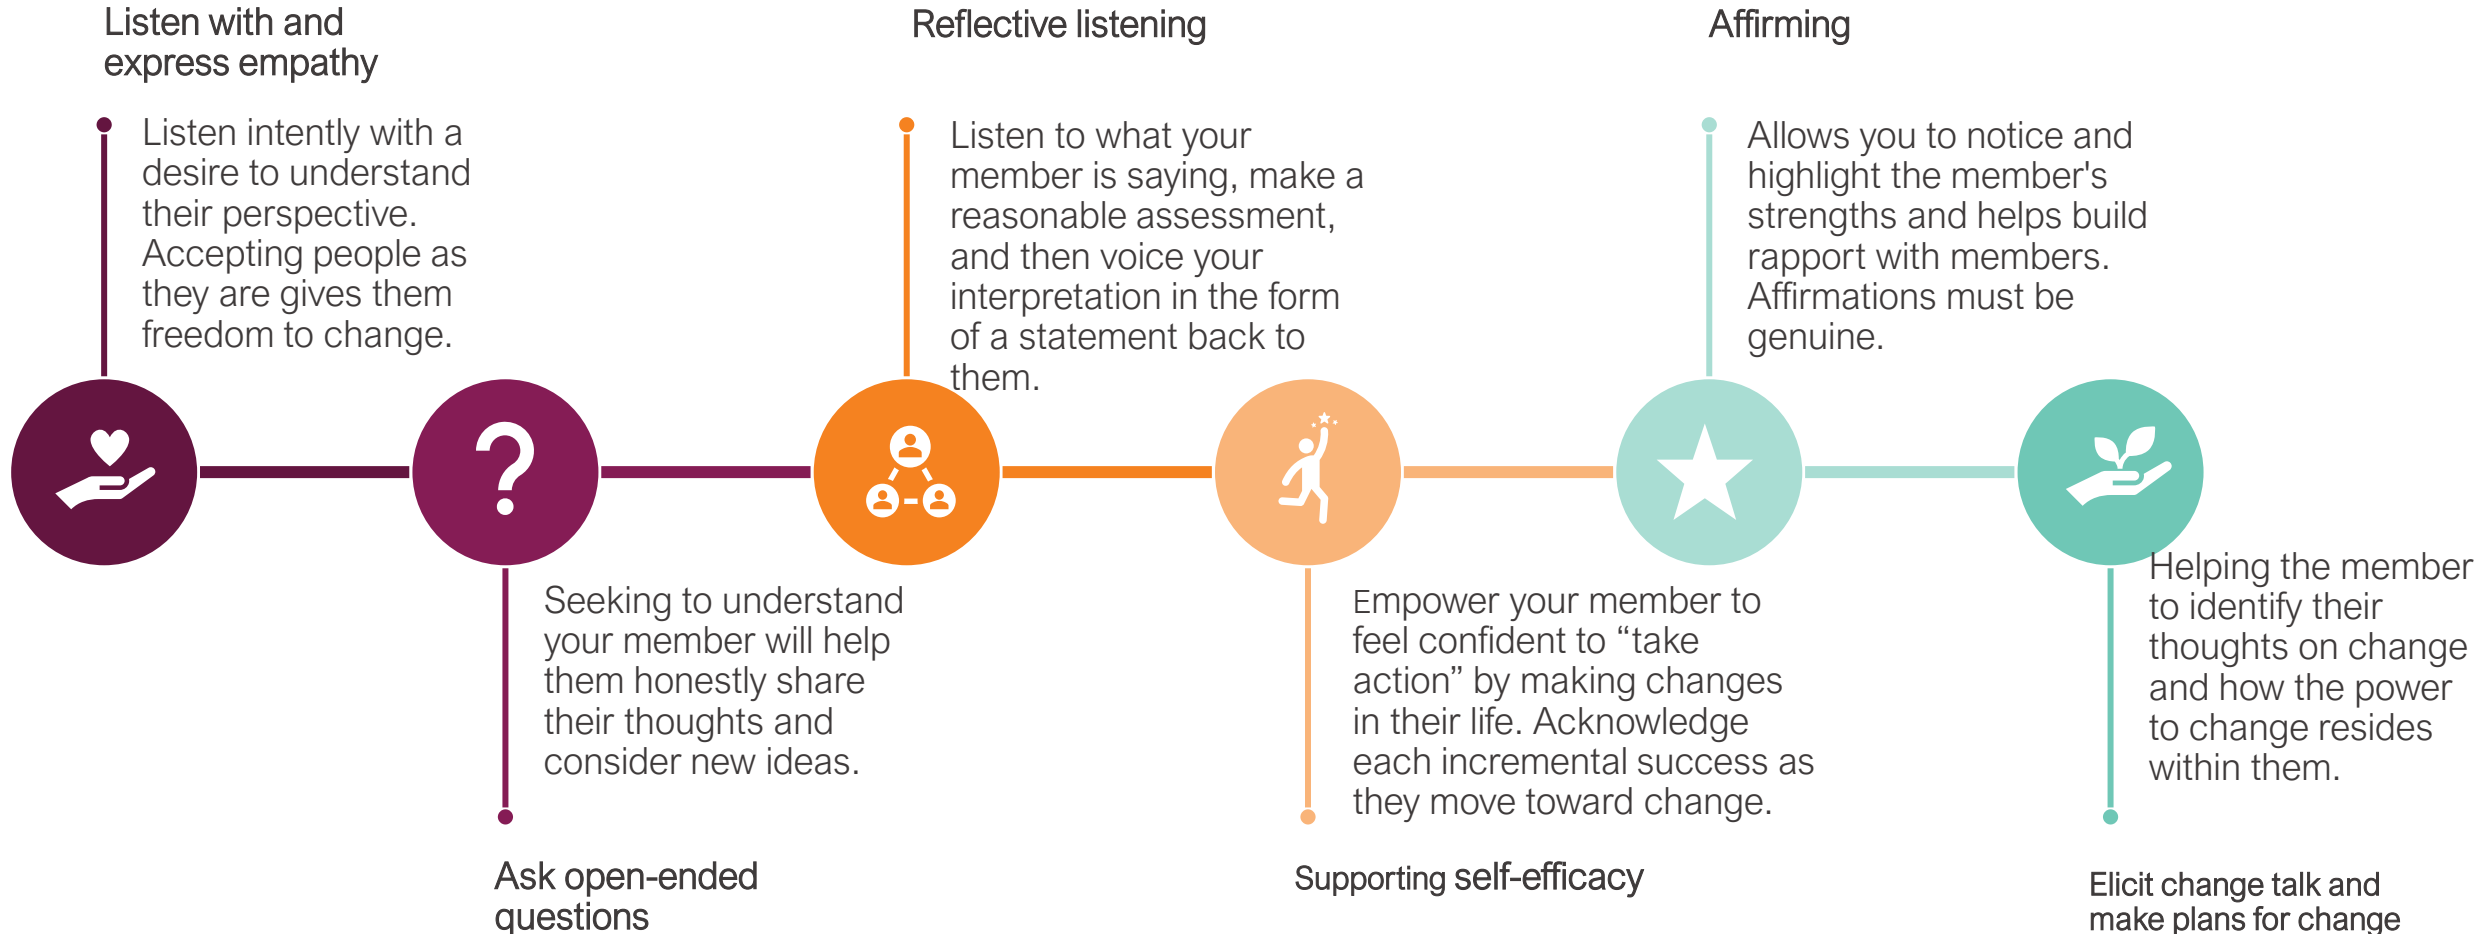 Listen with and
express empathy
Listen intently with a
desire to understand
their perspective.
Accepting people as
they are gives them
freedom to change.
Seeking to understand
your member will help
them honestly share
their thoughts and
consider new ideas.
Ask open-ended
questions
Reflective listening
Listen to what your
member is saying, make a
reasonable assessment,
and then voice your
interpretation in the form
of a statement back to
them.
Empower your member to
feel confident to “take
action” by making changes
in their life. Acknowledge
each incremental success as
they move toward change.
Supporting self-efficacy
Affirming
Allows you to notice and
highlight the member's
strengths and helps build
rapport with members.
Affirmations must be
genuine.
Helping the member
to identify their
thoughts on change
and how the power
to change resides
within them.
Elicit change talk and
make plans for change